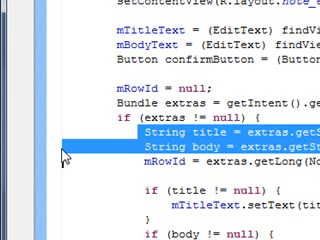 setContentView(R.layout.note_e
mTitleText = (EditText) findVi
mBodyText = (EditText) findVie
Button confirmButton = (Button
mRowId = null;
Bundle extras = getIntent().ge
if (extras != null) {
String title = extras.getS
String body = extras.getSt
mRowId = extras.getLong(No
if (title != null) {
mTitleText.setText(tit
}
if (body != null) {